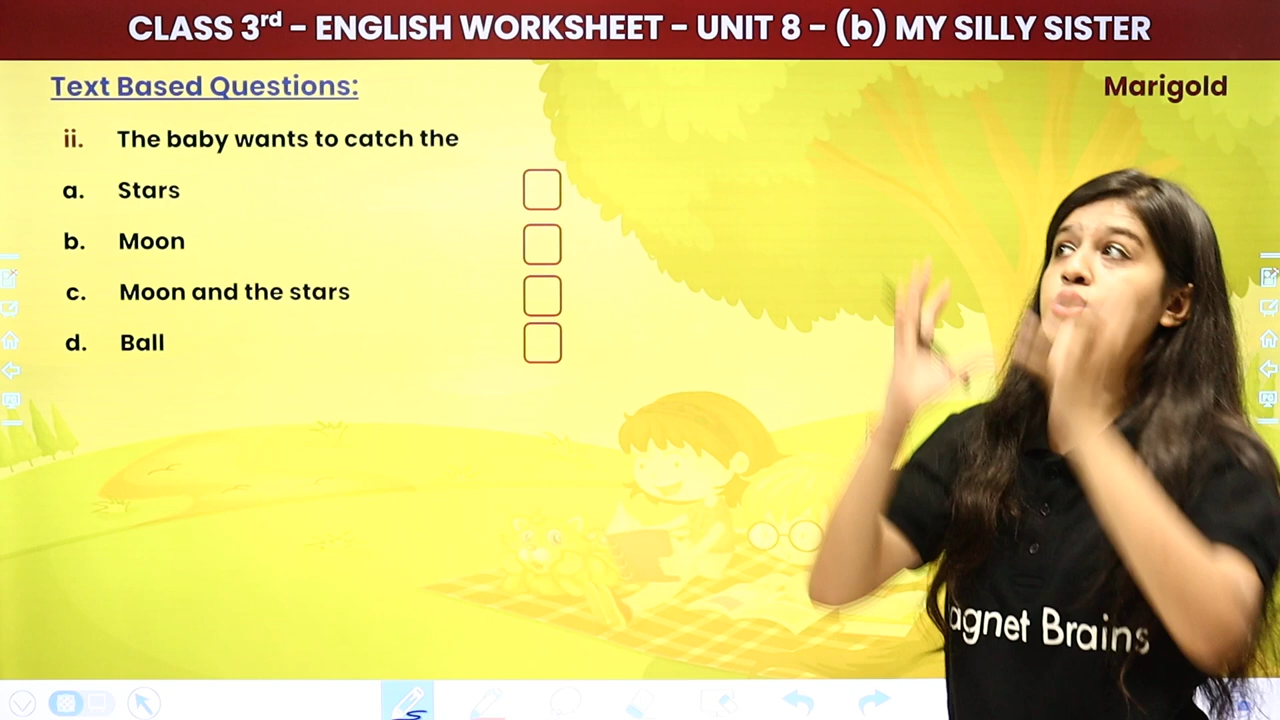 CLASS 3rd – ENGLISH WORKSHEET – UNIT 8 – (b) MY SILLY SISTER
Text Based Questions:
Marigold
ii. The baby wants to catch the
a. Stars
b. Moon
c. Moon and the stars
d. Ball
agnet Brains